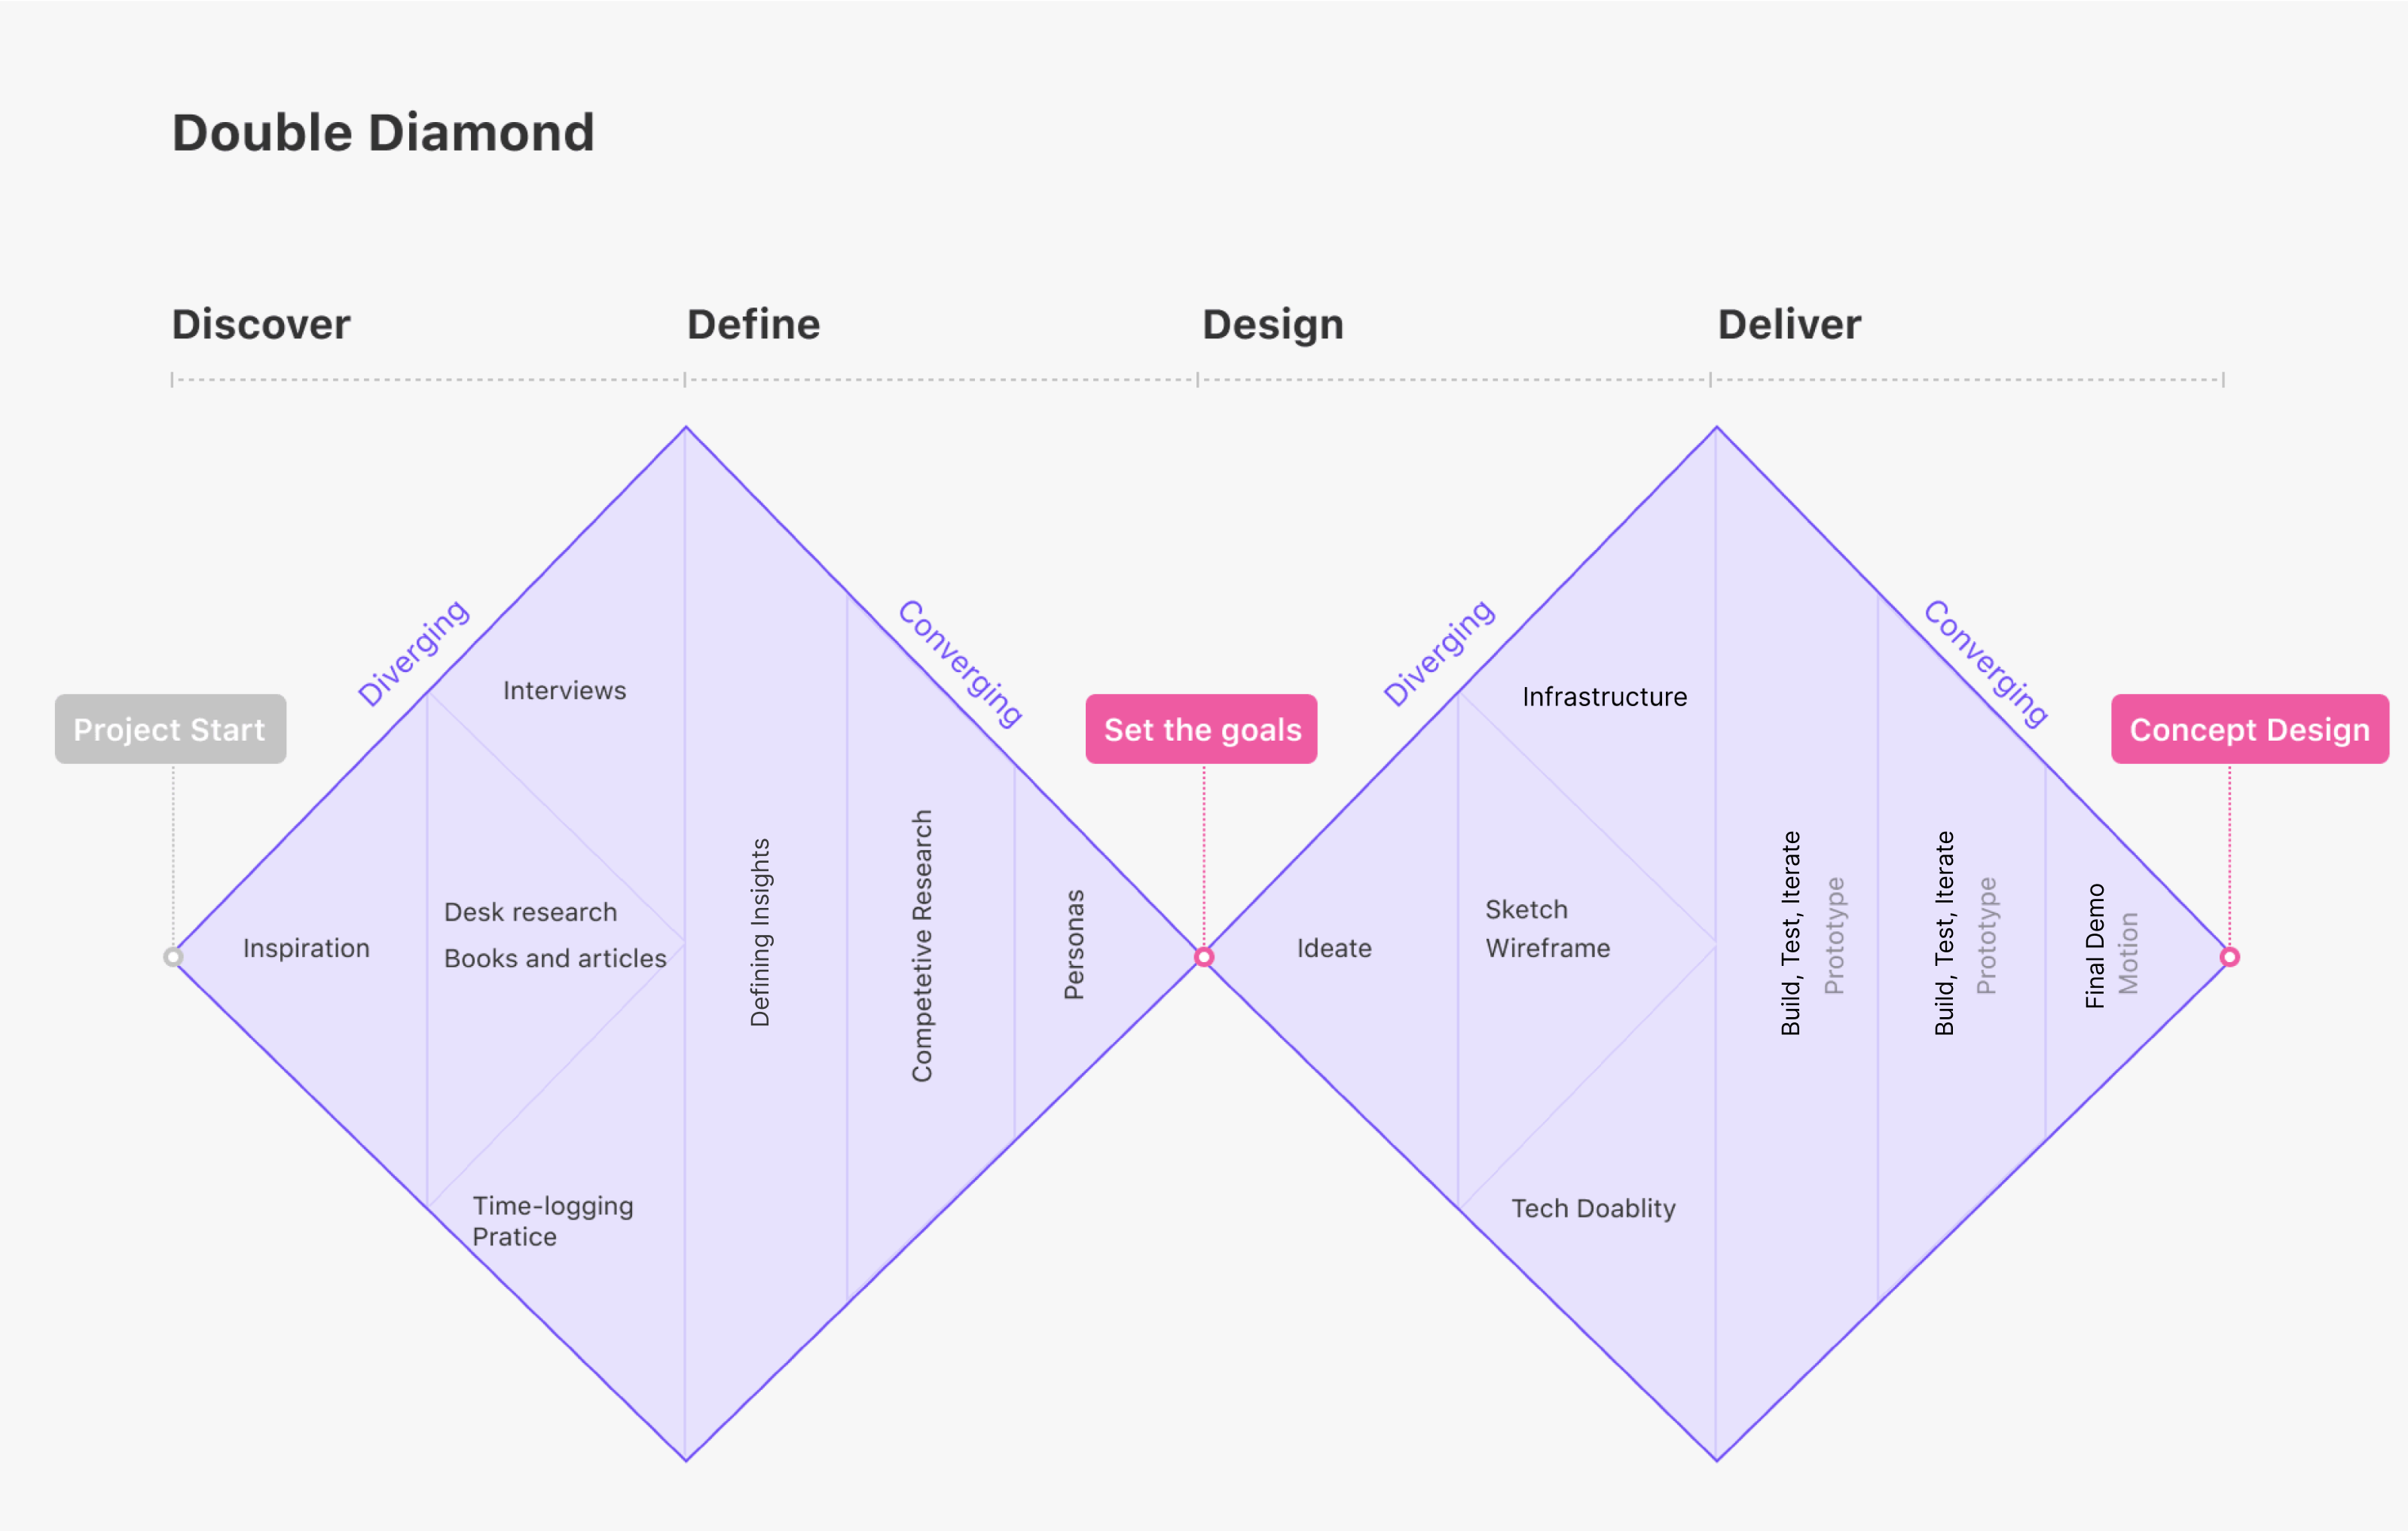 Double Diamond
Discover
Define
Design
Deliver
Diverging
Converging
Diverging
Converging
Project Start
Set the goals
Concept Design
Interviews
Inspiration
Desk research
Books and articles
Time-logging
Pratice
Defining Insights
Competetive Research
Personas
Infrastructure
Ideate
Sketch
Wireframe
Tech Doablity
Build, Test, Iterate
Prototype
Build, Test, Iterate
Prototype
Final Demo
Motion